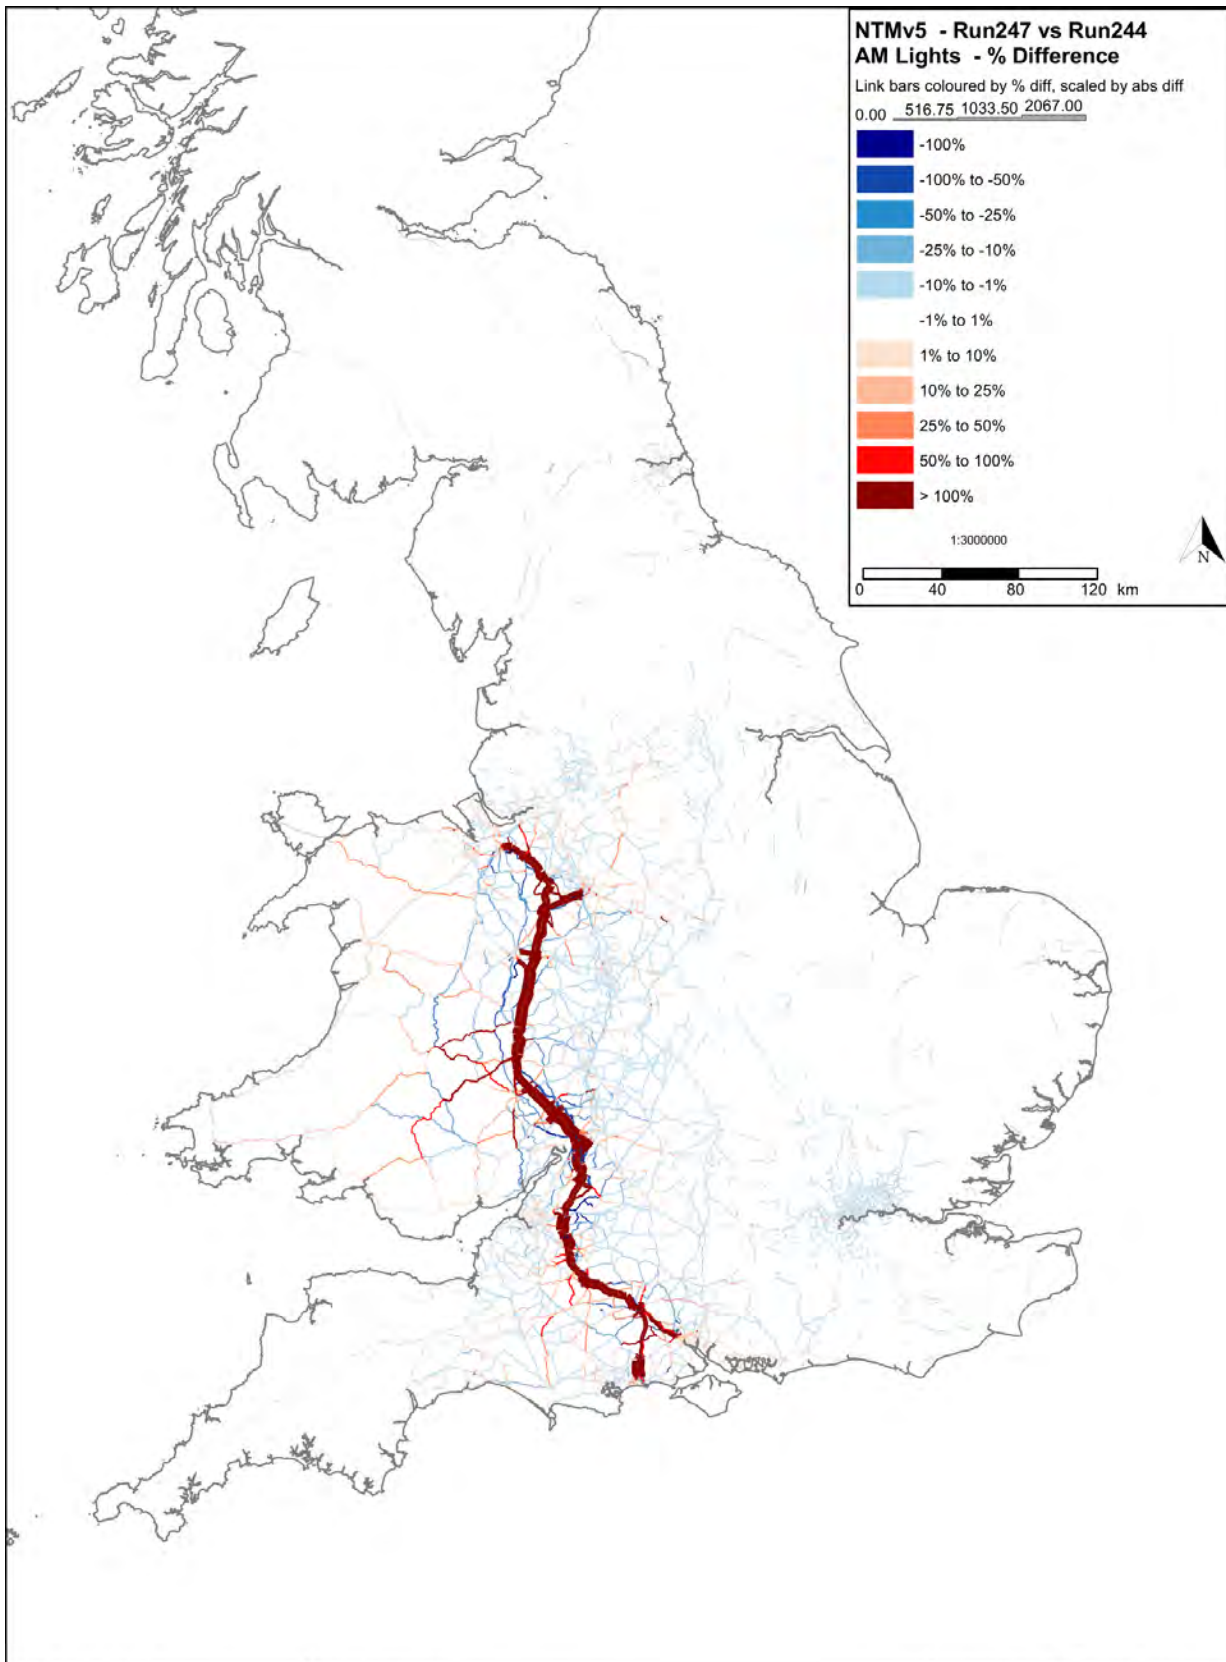 NTMv5 - Run247 vs Run244
AM Lights - % Difference
Link bars coloured by % diff, scaled by abs diff
0.00 516.75 1033.50 2067.00
-100%
-100% to -50%
-50% to -25%
-25% to -10%
-10% to -1%
-1% to 1%
1% to 10%
10% to 25%
25% to 50%
50% to 100%
> 100%
1:3000000
N
0 40 80 120 km